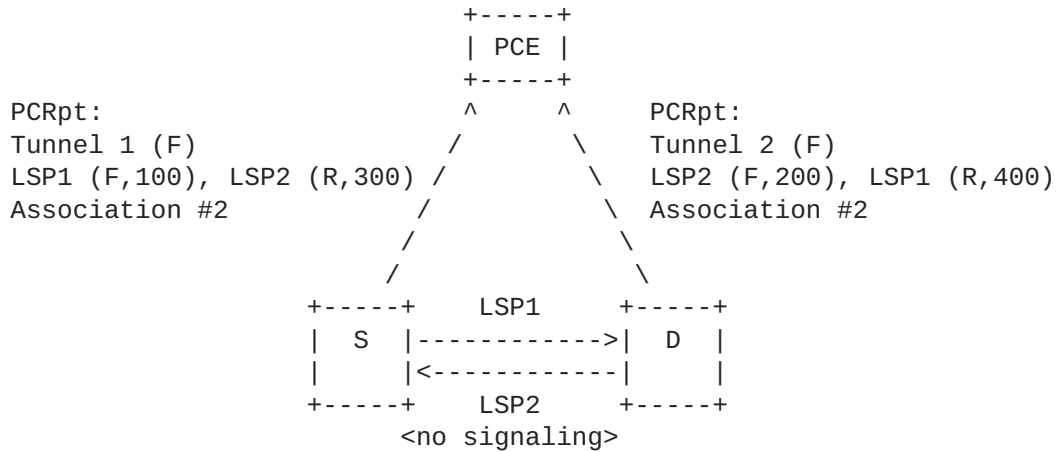 PCE
PCRpt: PCRpt:
Tunnel 1 (F) Tunnel 2 (F)
LSP1 (F,100), LSP2 (R,300) LSP2 (F,200), LSP1 (R,400)
Association #2 Association #2
LSP1
S D
LSP2
<no signaling>